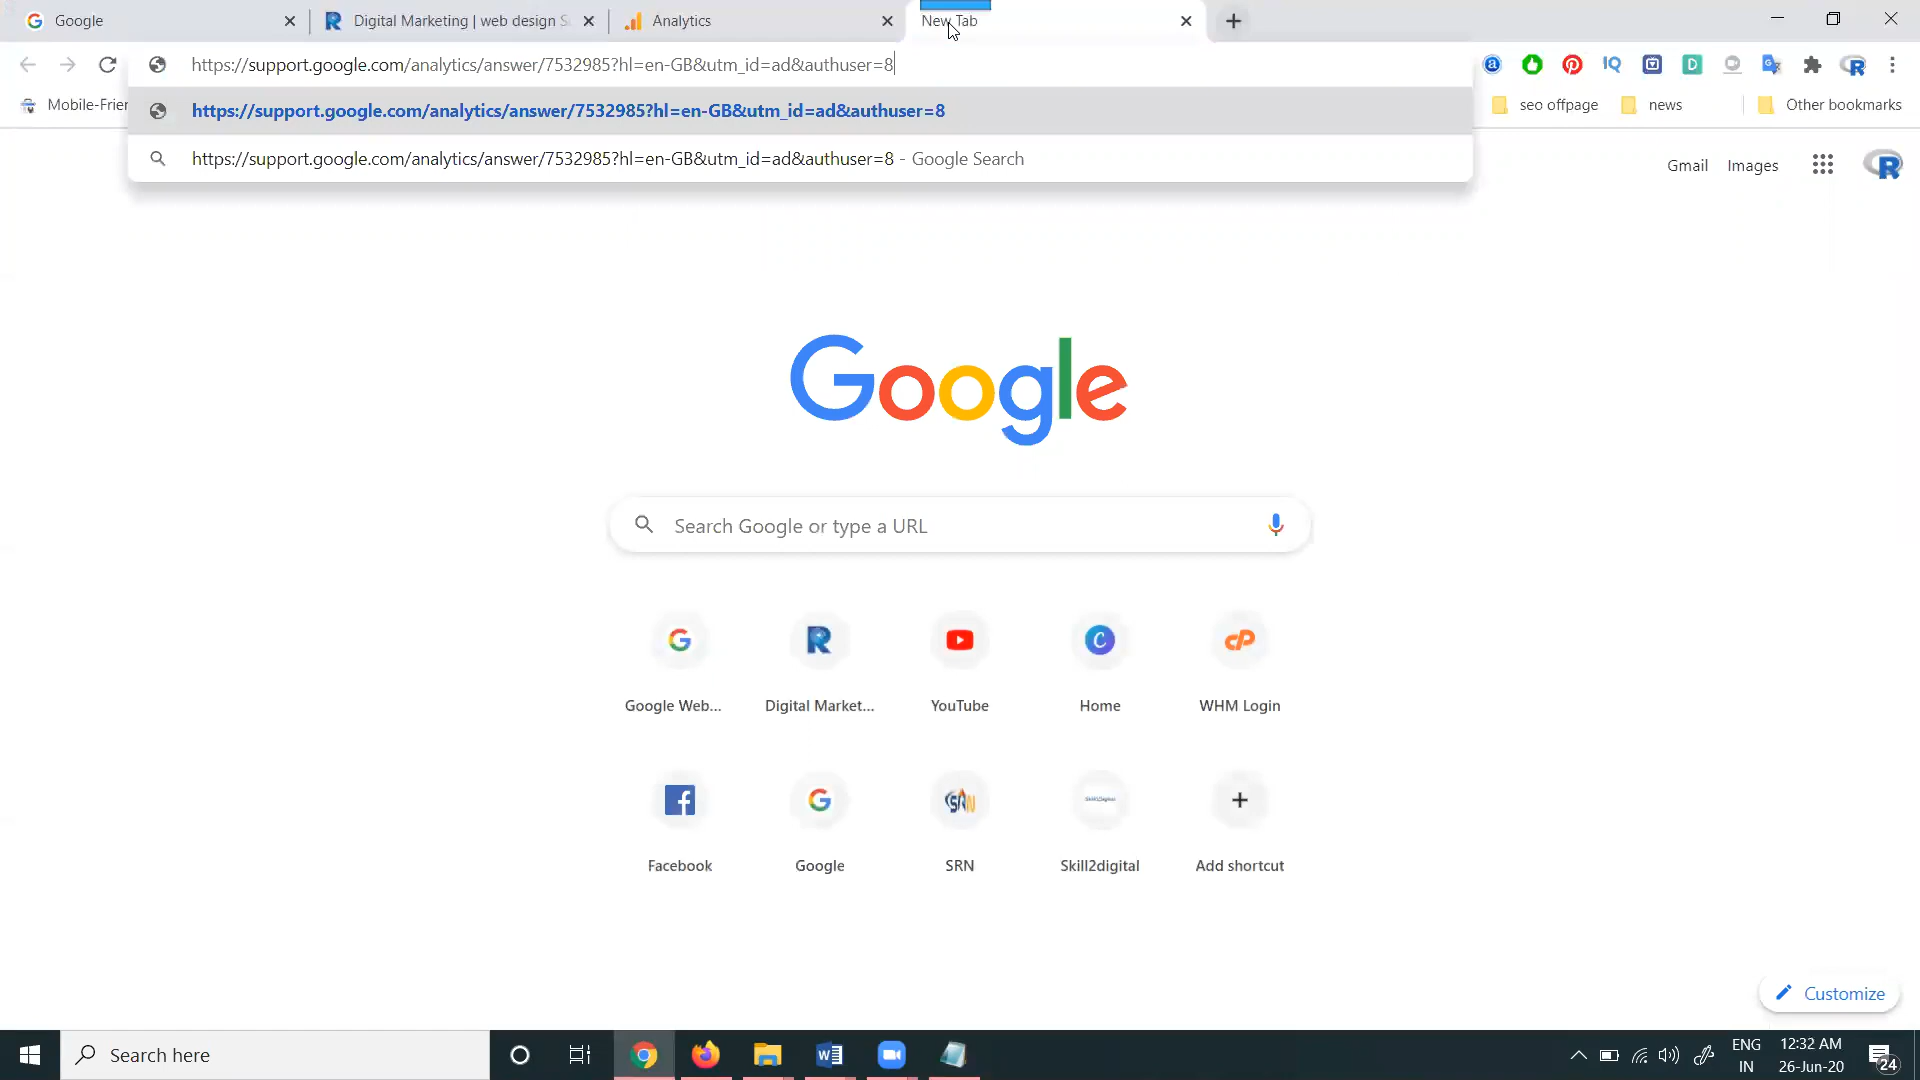 Google
Digital Marketing | web design S
Analytics
New Tab
https://support.google.com/analytics/answer/7532985?hl=en-GB&utm_id=ad&authuser=8
Mobile-Frien
https://support.google.com/analytics/answer/7532985?hl=en-GB&utm_id=ad&authuser=8
seo offpage
news
Other bookmarks
https://support.google.com/analytics/answer/7532985?hl=en-GB&utm_id=ad&authuser=8 - Google Search
Gmail
Images
Google
Search Google or type a URL
Google Web...
Digital Market...
YouTube
Home
WHM Login
SRN
Skill2Digital
Facebook
Google
SRN
Skill2digital
Add shortcut
Customize
Search here
ENG
IN
12:32 AM
26-Jun-20
24